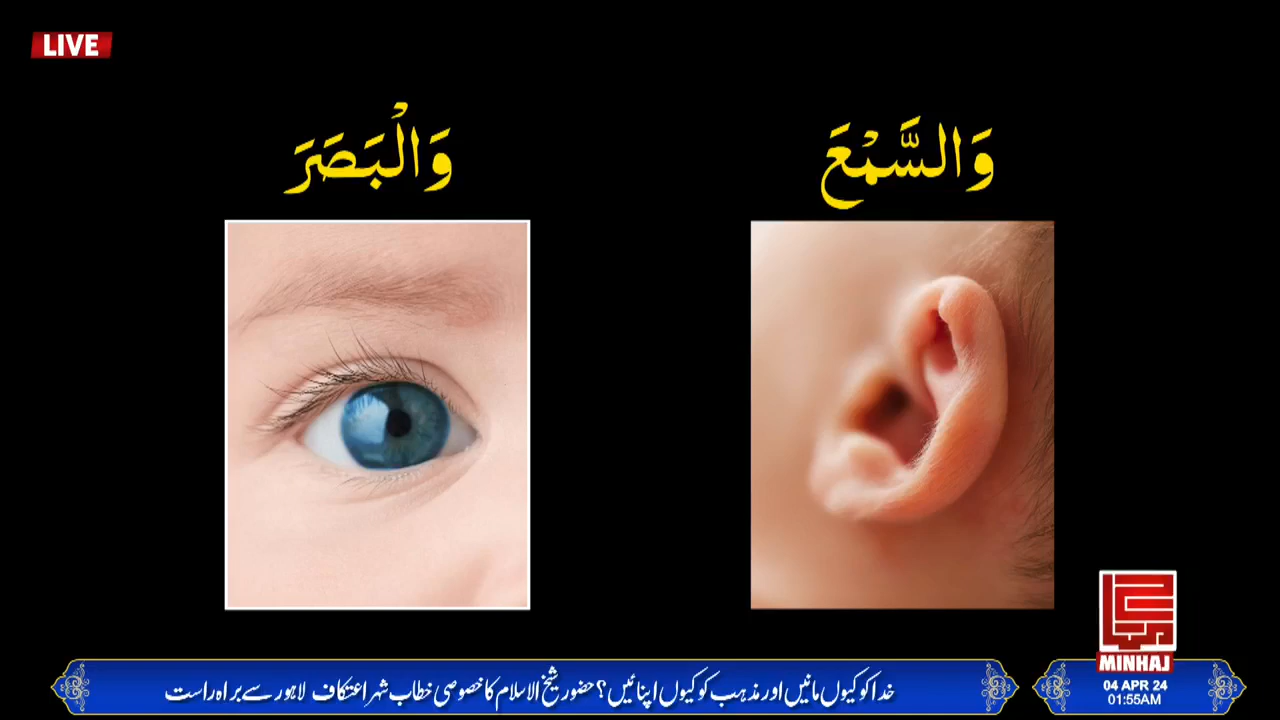 LIVE
وَالسَّمْعَ
وَالْبَصَرَ
MINHAJ
خدا کو کیوں مانیں اور مذہب کو کیوں اپنائیں؟ حضور شیخ الاسلام کا خصوصی خطاب شہر اعتکاف لاہور سے براہ راست
04 APR 24
01:55AM